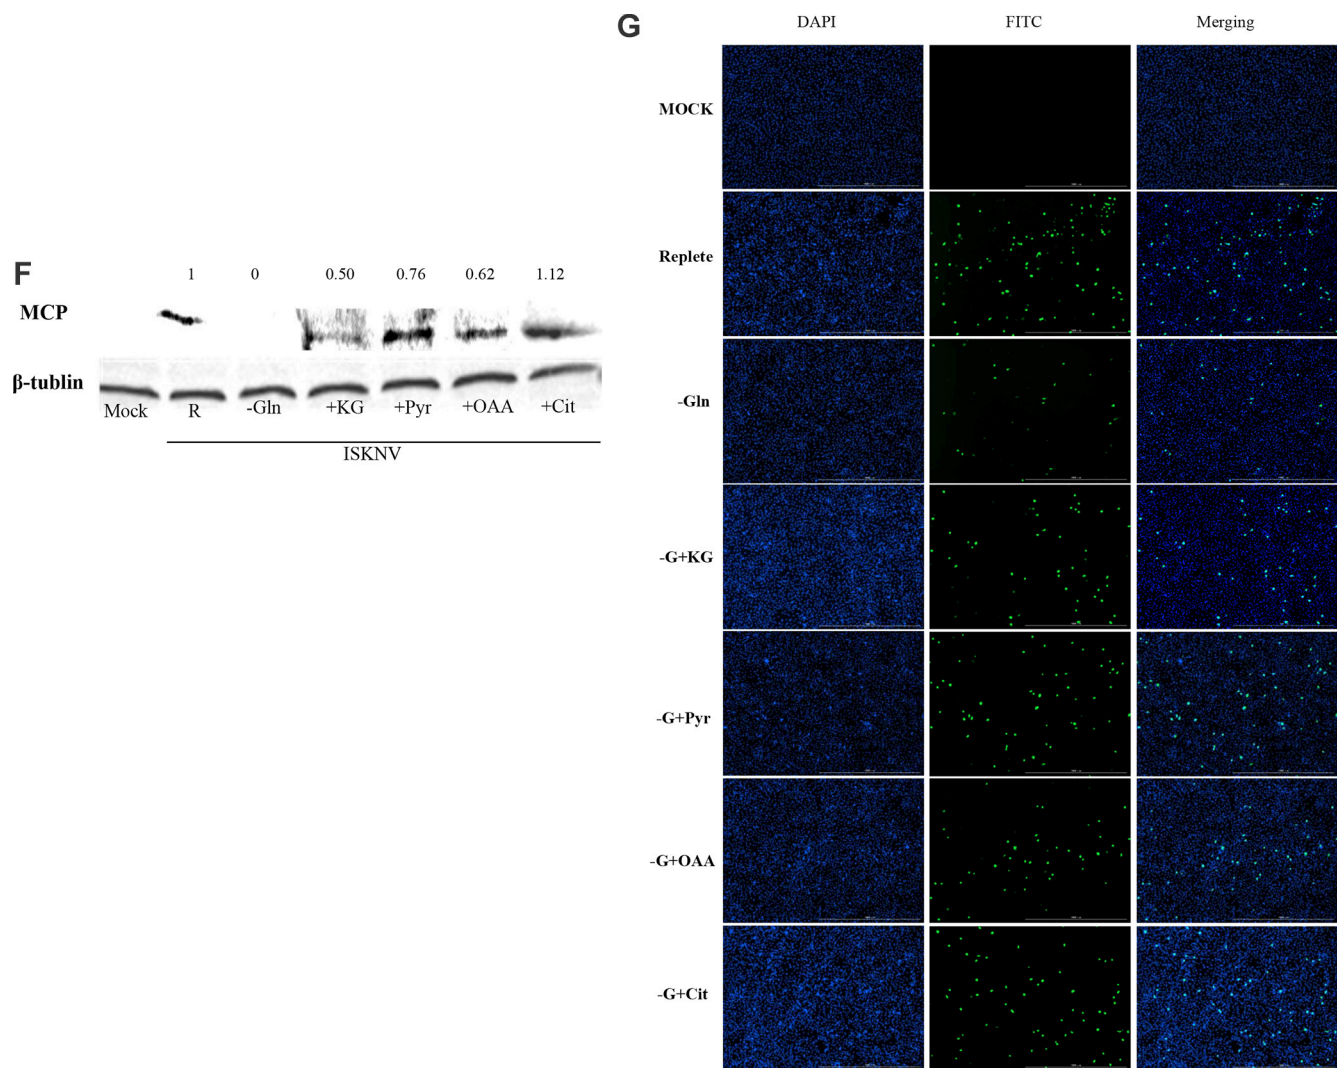 F
1 0 0.50 0.76 0.62 1.12
MCP
β-tublin
Mock R -Gln +KG +Pyr +OAA +Cit
ISKNV
G
DAPI FITC Merging
MOCK
Replete
-Gln
-G+KG
-G+Pyr
-G+OAA
-G+Cit